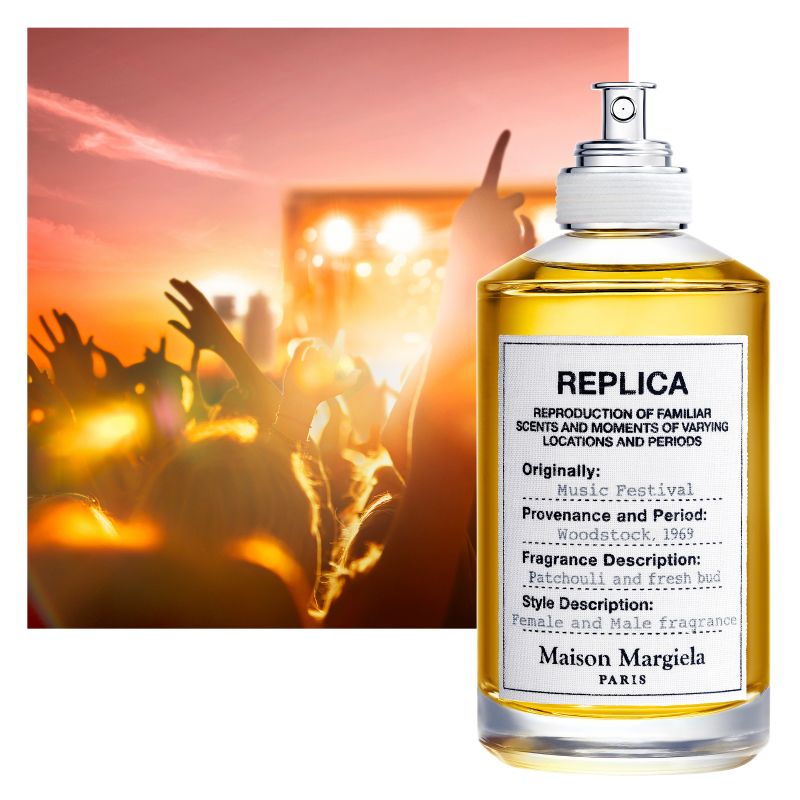 REPLICA
REPRODUCTION OF FAMILIAR
SCENTS AND MOMENTS OF VARYING
LOCATIONS AND PERIODS
Originally:
Music Festival
Provenance and Period:
Woodstock, 1969
Fragrance Description:
Patchouli and fresh bud
Style Description:
Female and Male fragrance
Maison Margiela
PARIS